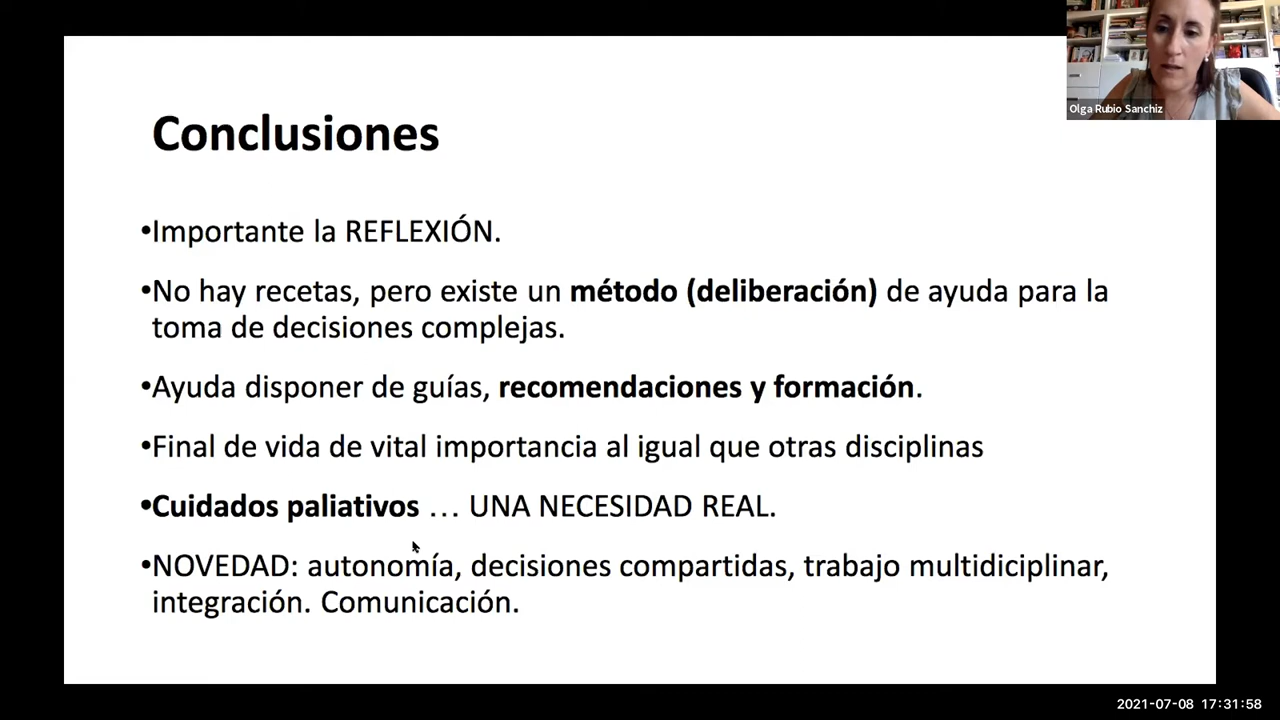 Olga Rubio Sanchiz
Conclusiones
•Importante la REFLEXIÓN.
•No hay recetas, pero existe un método (deliberación) de ayuda para la
toma de decisiones complejas.
•Ayuda disponer de guías, recomendaciones y formación.
•Final de vida de vital importancia al igual que otras disciplinas
•Cuidados paliativos … UNA NECESIDAD REAL.
•NOVEDAD: autonomía, decisiones compartidas, trabajo multidiciplinar,
integración. Comunicación.
2021-07-08 17:31:58